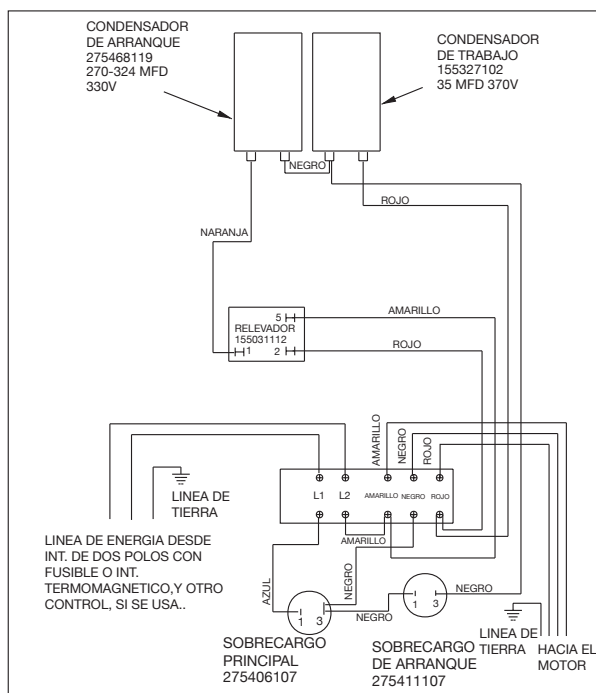 CONDENSADOR
DE ARRANQUE
275468119
270-324 MFD
330V
CONDENSADOR
DE TRABAJO
155327102
35 MFD 370V
NEGRO
ROJO
NARANJA
5
AMARILLO
RELEVADOR
155031112
1
2
ROJO
AMARILLO
NEGRO
ROJO
LINEA DE
TIERRA
L1
L2
AMARILLO
NEGRO
ROJO
LINEA DE ENERGIA DESDE
INT. DE DOS POLOS CON
FUSIBLE O INT.
TERMOMAGNETICO,Y OTRO
CONTROL, SI SE USA..
AMARILLO
AZUL
NEGRO
1
3
NEGRO
1
3
NEGRO
SOBRECARGO
PRINCIPAL
275406107
SOBRECARGO
DE ARRANQUE
275411107
LINEA DE
TIERRA
HACIA EL
MOTOR